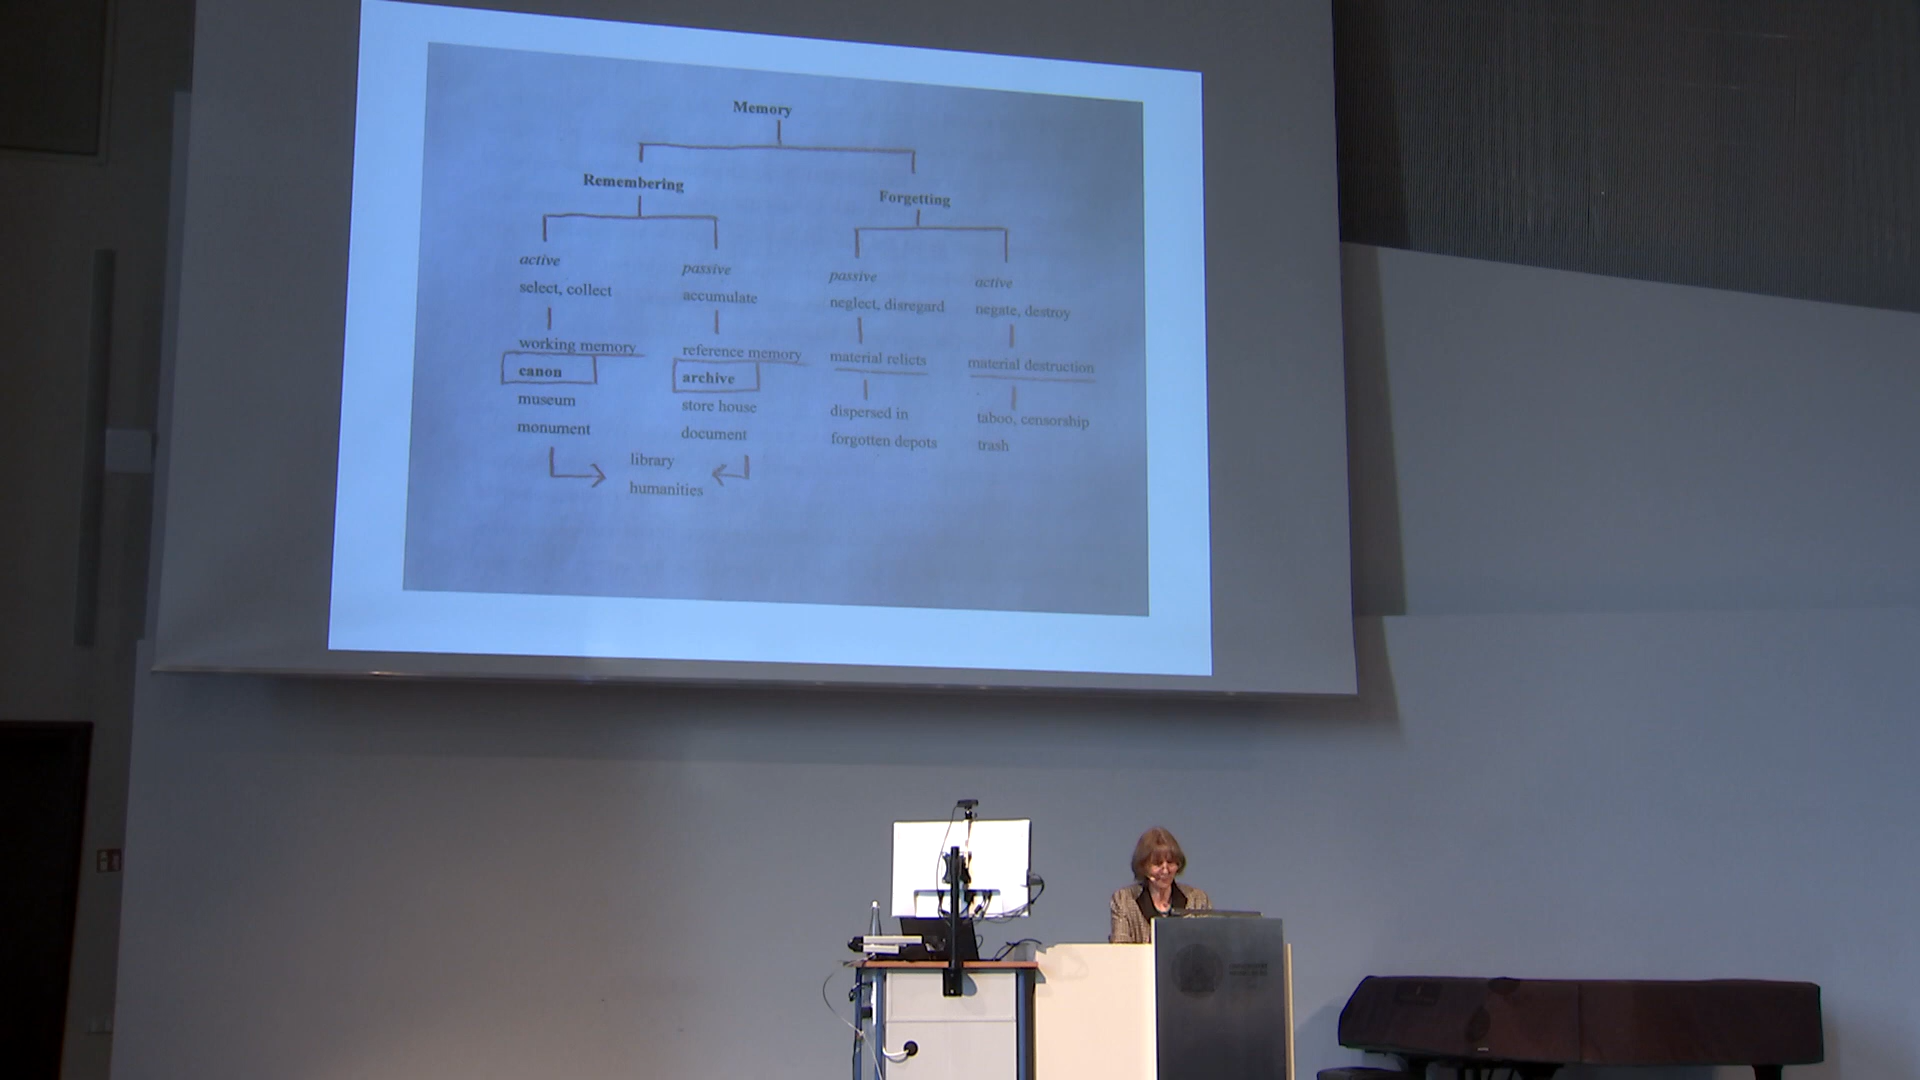 Memory
Remembering
Forgetting
active
select, collect
working memory
canon
museum
monument
passive
accumulate
reference memory
archive
store house
document
library
humanities
passive
neglect, disregard
material relicts
dispersed in
forgotten depots
active
negate, destroy
material destruction
taboo, censorship
trash